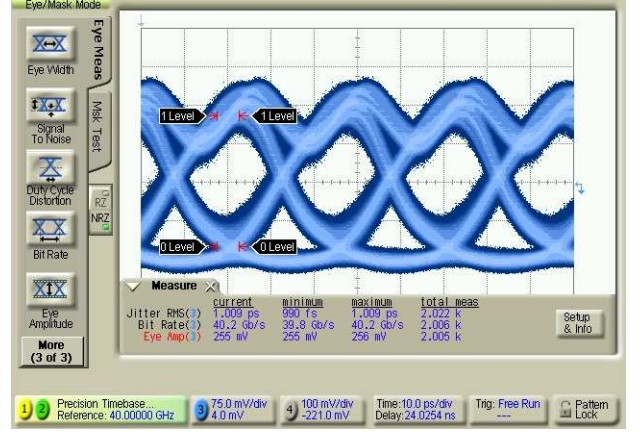 Eye/Mask Mode
Eye Meas
Msk Test
Eye Width
Signal
To Noise
Duty Cycle
Distortion
RZ
NRZ
Bit Rate
Eye
Amplitude
More
(3 of 3)
1 Level
1 Level
0 Level
0 Level
Measure
current minimum maximum total meas
Jitter RMS(3) 1.009 ps 990 fs 1.009 ps 2.022 k
Bit Rate(3) 40.2 Gb/s 39.8 Gb/s 40.2 Gb/s 2.006 k
Eye Amp(3) 255 mV 255 mV 256 mV 2.005 k
Setup
& Info
1 2 Precision Timebase...
Reference: 40.00000 GHz
3 75.0 mV/div
4.0 mV
4 100 mV/div
-221.0 mV
Time:10.0 ps/div
Delay:24.0254 ns
Trig: Free Run
---
Pattern
Lock